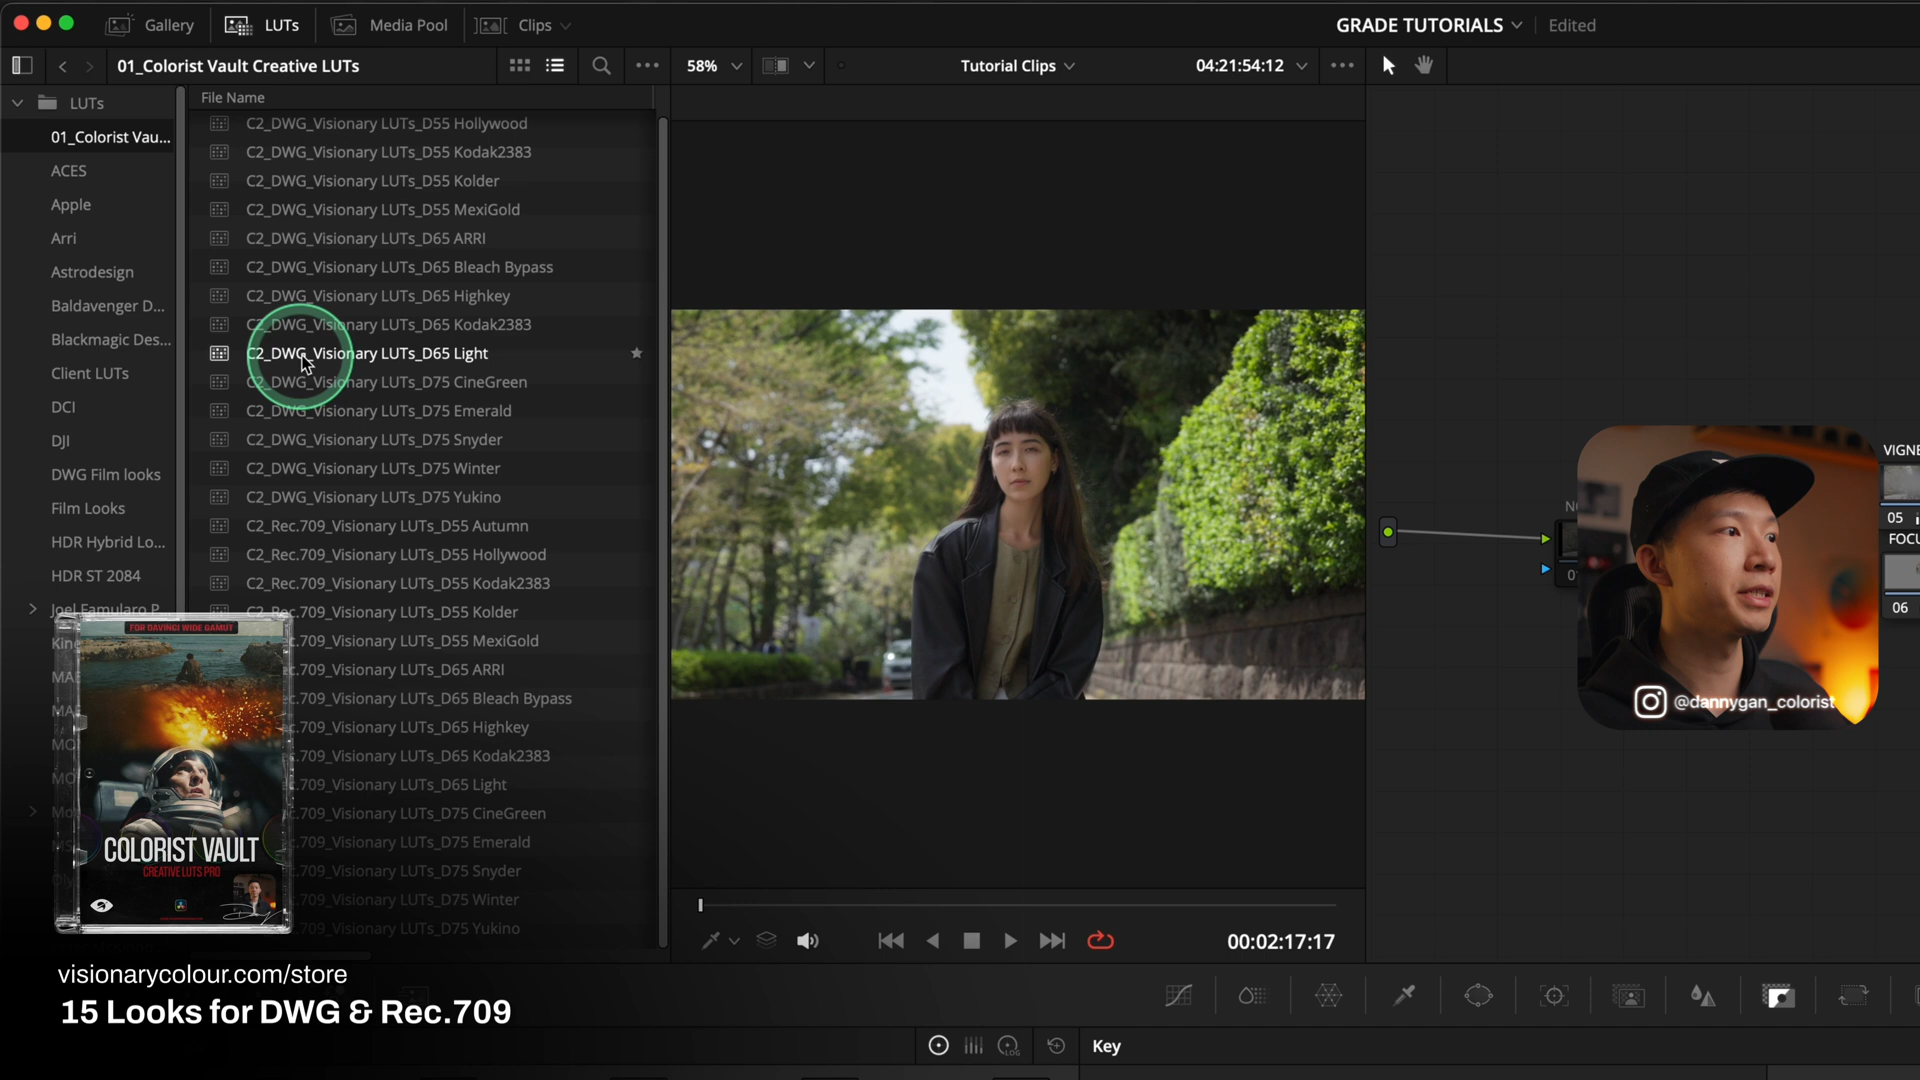 Gallery
LUTs
Media Pool
Clips
GRADE TUTORIALS
Edited
01_Colorist Vault Creative LUTs
58%
Tutorial Clips
04:21:54:12
File Name
LUTs
01_Colorist Vau...
ACES
Apple
Arri
Astrodesign
Baldavenger D...
Blackmagic Des...
Client LUTs
DCI
DJI
DWG Film looks
Film Looks
HDR Hybrid Lo...
HDR ST 2084
Joel Famularo P
C2_DWG_Visionary LUTs_D55 Hollywood
C2_DWG_Visionary LUTs_D55 Kodak2383
C2_DWG_Visionary LUTs_D55 Kolder
C2_DWG_Visionary LUTs_D55 MexiGold
C2_DWG_Visionary LUTs_D65 ARRI
C2_DWG_Visionary LUTs_D65 Bleach Bypass
C2_DWG_Visionary LUTs_D65 Highkey
C2_DWG_Visionary LUTs_D65 Kodak2383
C2_DWG_Visionary LUTs_D65 Light
C2_DWG_Visionary LUTs_D75 CineGreen
C2_DWG_Visionary LUTs_D75 Emerald
C2_DWG_Visionary LUTs_D75 Snyder
C2_DWG_Visionary LUTs_D75 Winter
C2_DWG_Visionary LUTs_D75 Yukino
C2_Rec.709_Visionary LUTs_D55 Autumn
C2_Rec.709_Visionary LUTs_D55 Hollywood
C2_Rec.709_Visionary LUTs_D55 Kodak2383
C2_Rec.709_Visionary LUTs_D55 Kolder
c.709_Visionary LUTs_D55 MexiGold
c.709_Visionary LUTs_D65 ARRI
c.709_Visionary LUTs_D65 Bleach Bypass
c.709_Visionary LUTs_D65 Highkey
c.709_Visionary LUTs_D65 Kodak2383
c.709_Visionary LUTs_D65 Light
c.709_Visionary LUTs_D75 CineGreen
c.709_Visionary LUTs_D75 Emerald
c.709_Visionary LUTs_D75 Snyder
.709_Visionary LUTs_D75 Winter
.709_Visionary LUTs_D75 Yukino
FOR DAVINCI WIDE GAMUT
COLORIST VAULT
CREATIVE LUTS PRO
visionarycolour.com/store
15 Looks for DWG & Rec.709
00:02:17:17
VIGNE
05
FOCU
06
@dannygan_colorist
LOG
Key